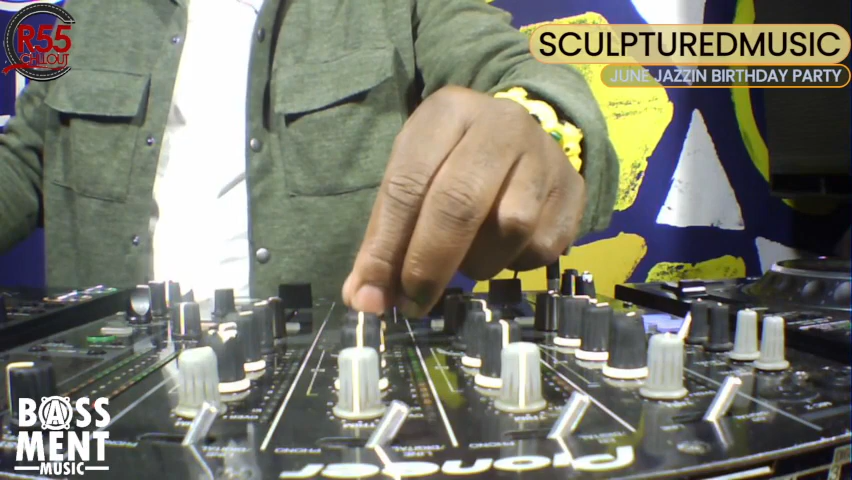 R55
CHILLOUT
SCULPTUREDMUSIC
JUNE JAZZIN BIRTHDAY PARTY
BASS
MENT
MUSIC
Pioneer